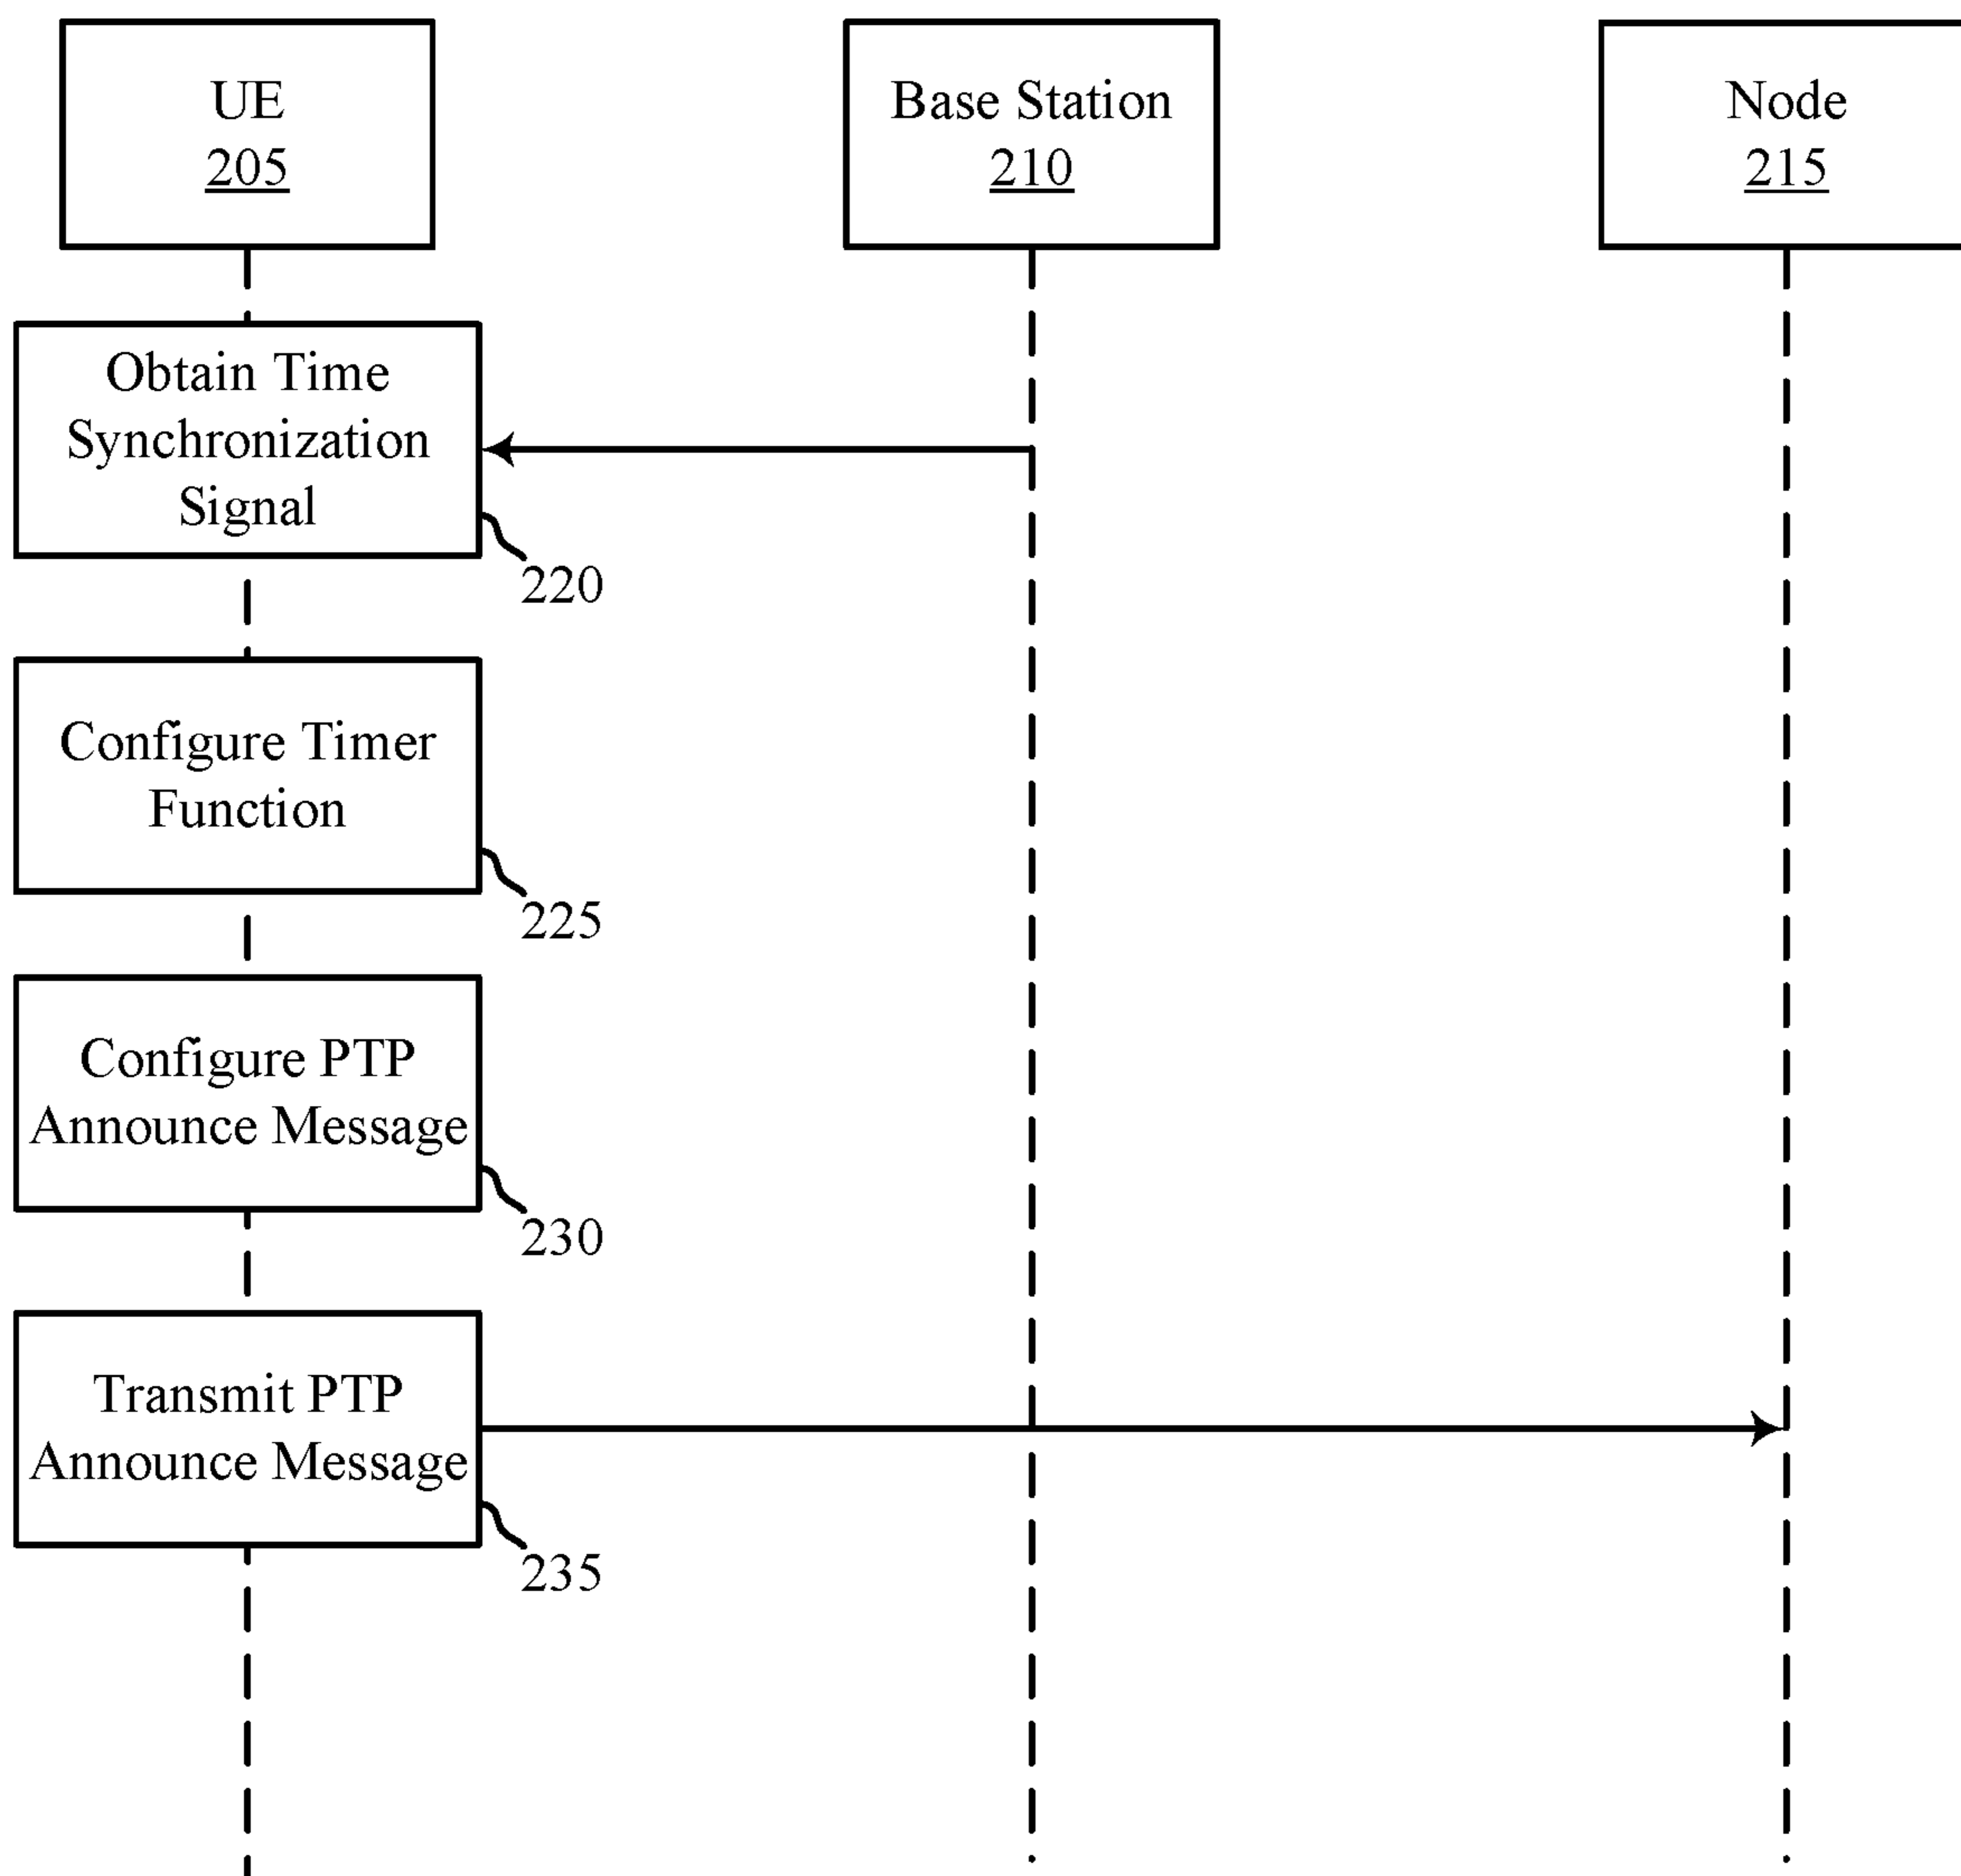 UE
205
Base Station
210
Node
215
Obtain Time
Synchronization
Signal
220
Configure Timer
Function
225
Configure PTP
Announce Message
230
Transmit PTP
Announce Message
235